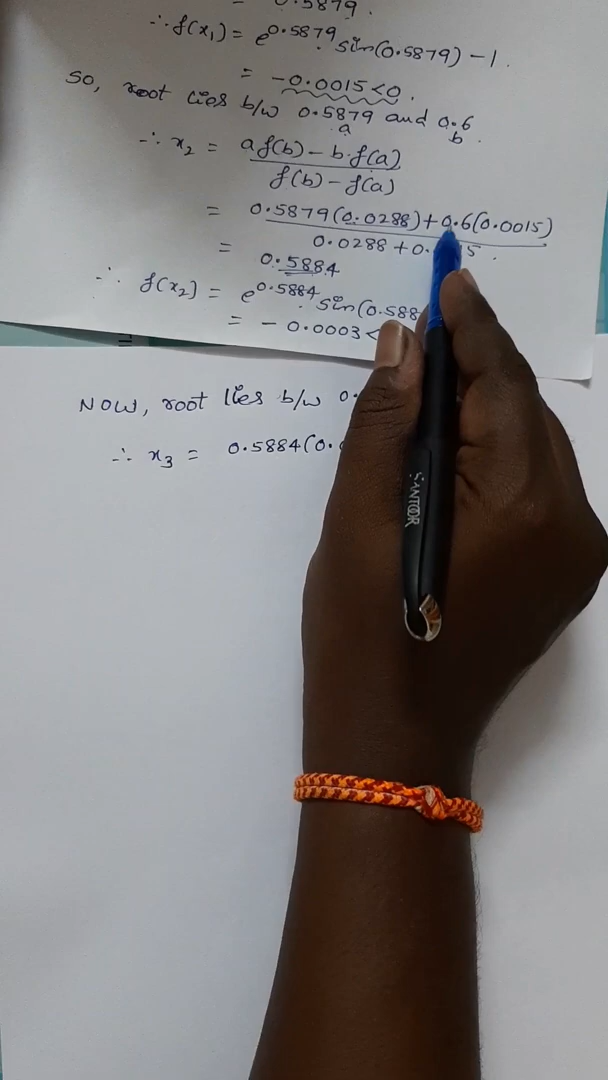 = 0.5879.
∴ f(x₁) = e^0.5879 . sin(0.5879) - 1.
= -0.0015 < 0.
So, root lies b/w 0.5879 and 0.6
a b.
∴ x₂ = af(b) - b.f(a)
f(b) - f(a)
= 0.5879(0.0288) + 0.6(0.0015)
0.0288 + 0.
= 0.5884
∴ f(x₂) = e^0.5884 . sin(0.588
= - 0.0003 <
NOW, root lies b/w 0.
∴ x₃ = 0.5884(0.
SANTOOR